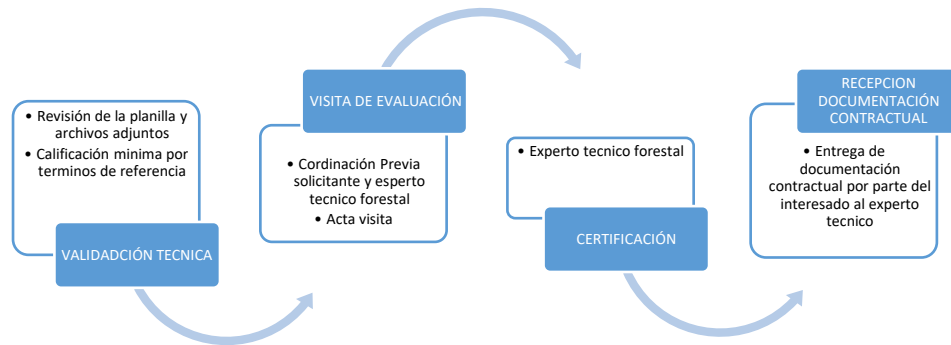 • Revisión de la planilla y
archivos adjuntos
• Calificación minima por
terminos de referencia
VALIDADCIÓN TECNICA
VISITA DE EVALUACIÓN
• Cordinación Previa
solicitante y esperto
tecnico forestal
• Acta visita
• Experto tecnico forestal
CERTIFICACIÓN
RECEPCION
DOCUMENTACIÓN
CONTRACTUAL
• Entrega de
documentación
contractual por parte del
interesado al experto
tecnico